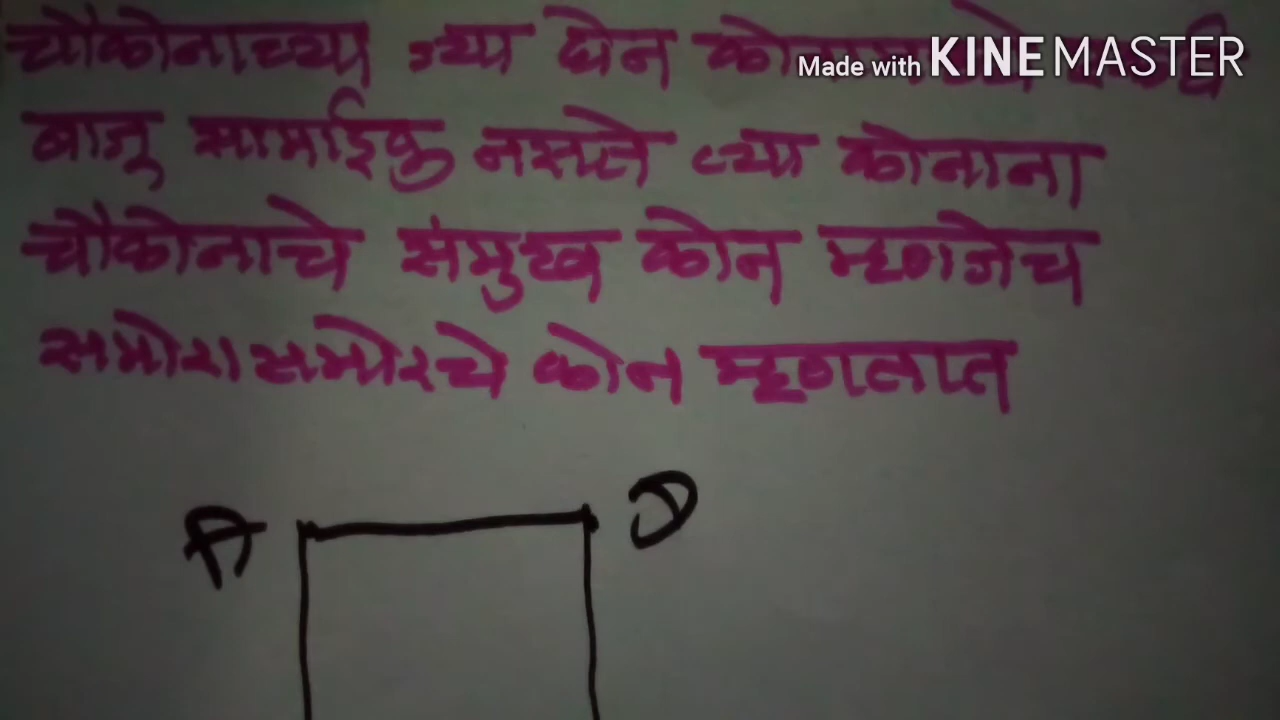 चौकोनाच्या ज्या दोन
Made with KINEMASTER
बाजू सामाईक नसते त्या कोनाना
चौकोनाचे संमुख कोन म्हणजेच
समोरासमोरचे कोन म्हणतात
A D